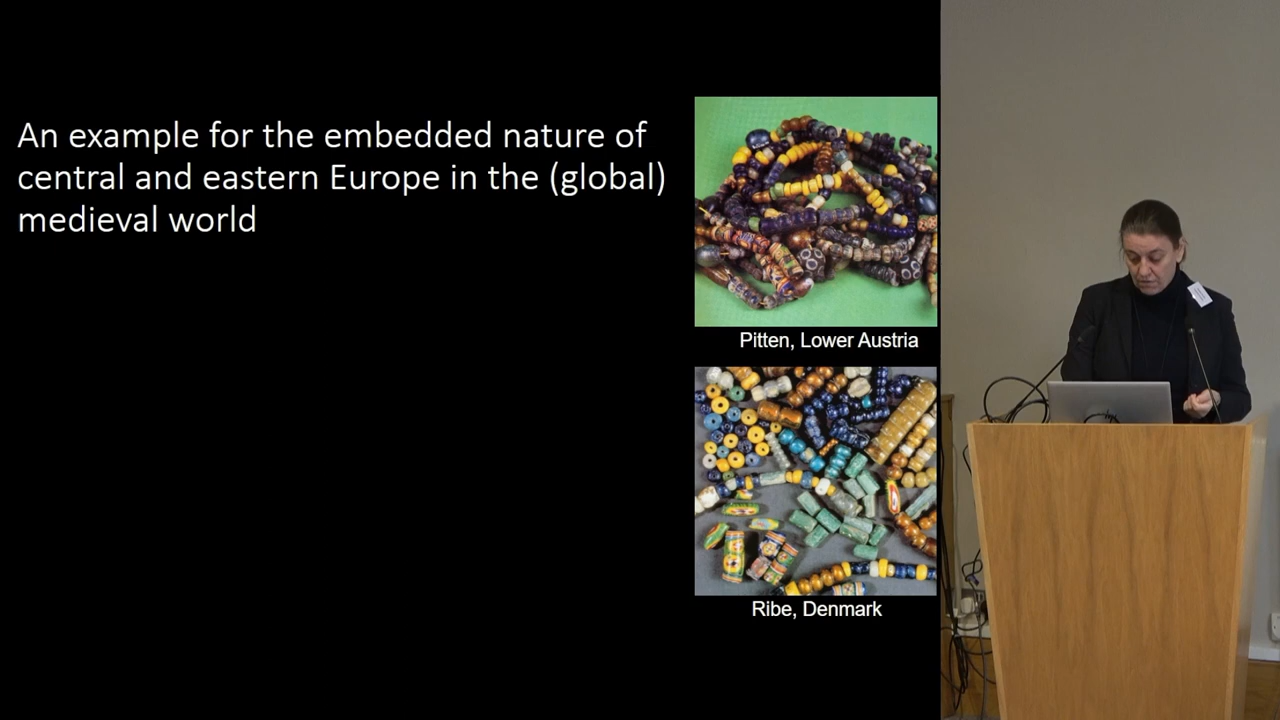 An example for the embedded nature of
central and eastern Europe in the (global)
medieval world
Pitten, Lower Austria
Ribe, Denmark